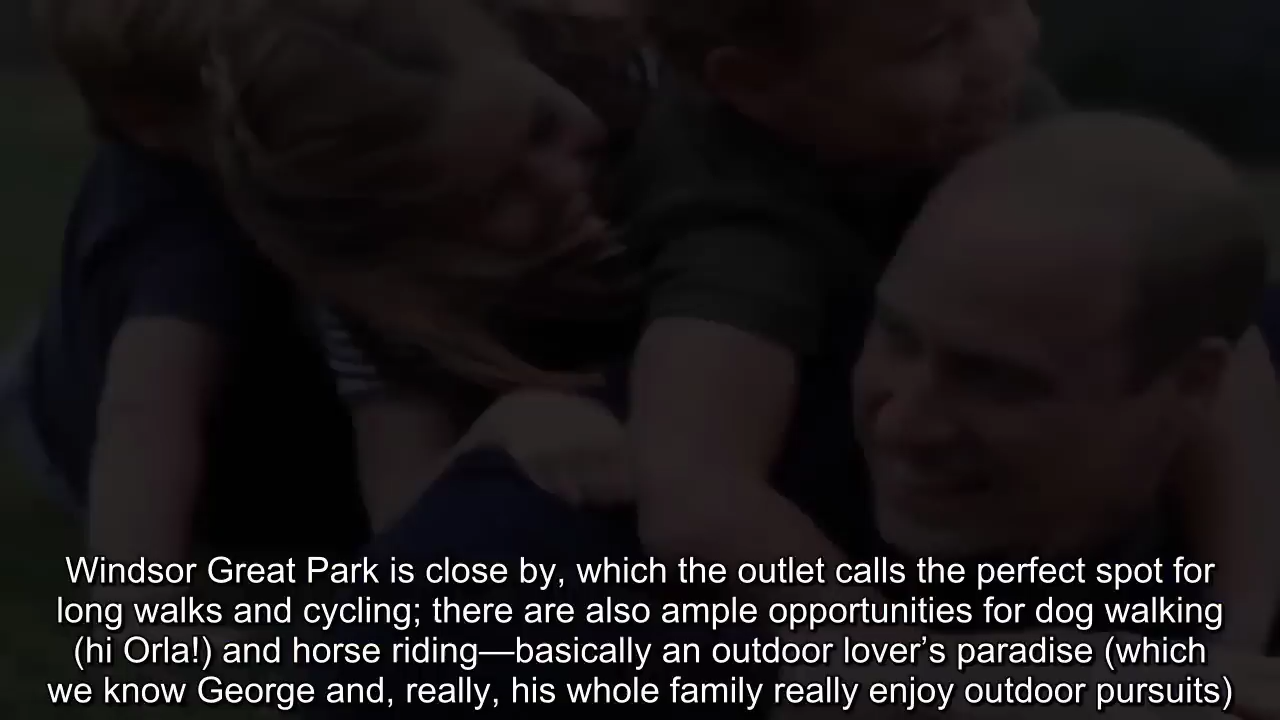 Windsor Great Park is close by, which the outlet calls the perfect spot for
long walks and cycling; there are also ample opportunities for dog walking
(hi Orla!) and horse riding—basically an outdoor lover’s paradise (which
we know George and, really, his whole family really enjoy outdoor pursuits)